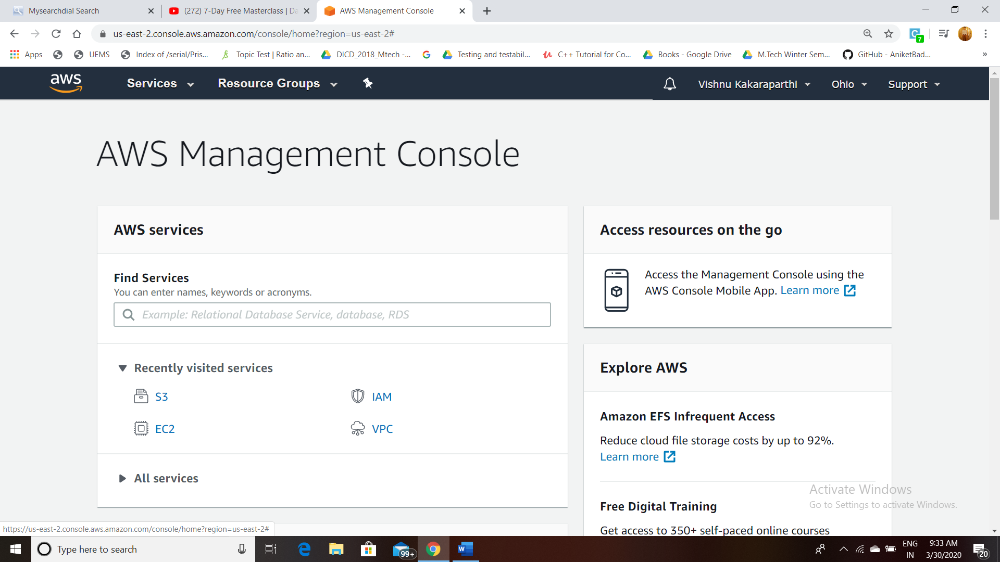 Mysearchdial Search
(272) 7-Day Free Masterclass | Da
AWS Management Console
us-east-2.console.aws.amazon.com/console/home?region=us-east-2#
7
Apps
UEMS
Index of /serial/Pris...
Topic Test | Ratio an...
DICD_2018_Mtech -...
Testing and testabil...
C++ Tutorial for Co...
Books - Google Drive
M.Tech Winter Sem...
GitHub - AniketBad...
»
aws
Services
Resource Groups
Vishnu Kakaraparthi
Ohio
Support
AWS Management Console
AWS services
Find Services
You can enter names, keywords or acronyms.
Example: Relational Database Service, database, RDS
Recently visited services
S3
IAM
EC2
VPC
All services
Access resources on the go
Access the Management Console using the
AWS Console Mobile App. Learn more
Explore AWS
Amazon EFS Infrequent Access
Reduce cloud file storage costs by up to 92%.
Learn more
Free Digital Training
Get access to 350+ self-paced online courses
Activate Windows
Go to Settings to activate Windows.
https://us-east-2.console.aws.amazon.com/console/home?region=us-east-2#
Type here to search
99+
ENG
IN
9:33 AM
3/30/2020
20